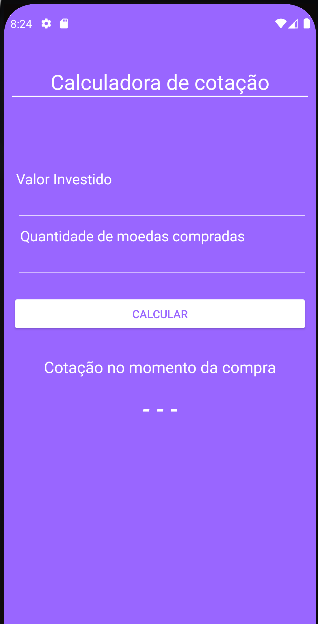 8:24
Calculadora de cotação
Valor Investido
Quantidade de moedas compradas
CALCULAR
Cotação no momento da compra
- - -